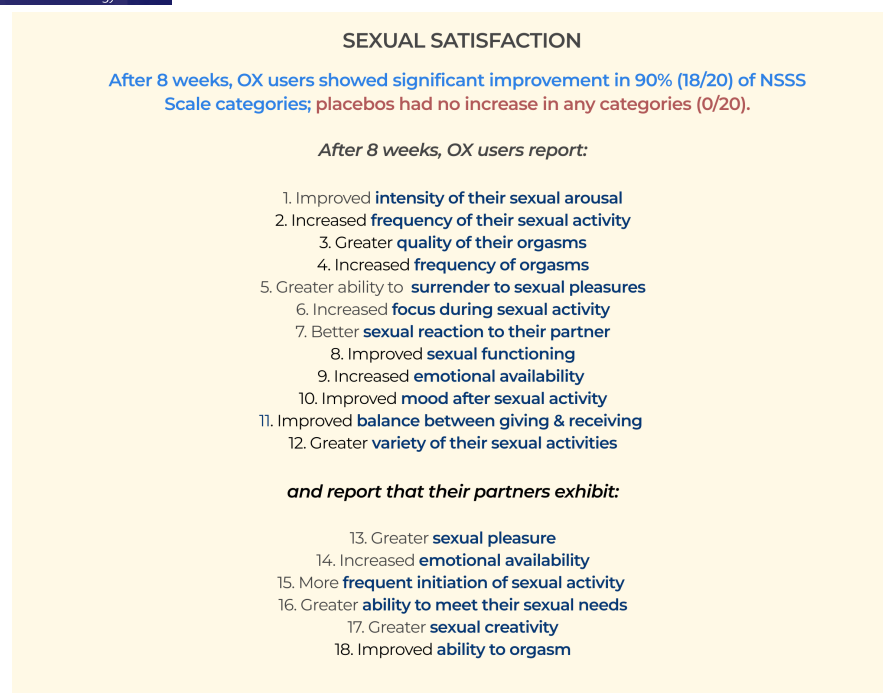 SEXUAL SATISFACTION
After 8 weeks, OX users showed significant improvement in 90% (18/20) of NSSS
Scale categories; placebos had no increase in any categories (0/20).
After 8 weeks, OX users report:
1. Improved intensity of their sexual arousal
2. Increased frequency of their sexual activity
3. Greater quality of their orgasms
4. Increased frequency of orgasms
5. Greater ability to surrender to sexual pleasures
6. Increased focus during sexual activity
7. Better sexual reaction to their partner
8. Improved sexual functioning
9. Increased emotional availability
10. Improved mood after sexual activity
11. Improved balance between giving & receiving
12. Greater variety of their sexual activities
and report that their partners exhibit:
13. Greater sexual pleasure
14. Increased emotional availability
15. More frequent initiation of sexual activity
16. Greater ability to meet their sexual needs
17. Greater sexual creativity
18. Improved ability to orgasm